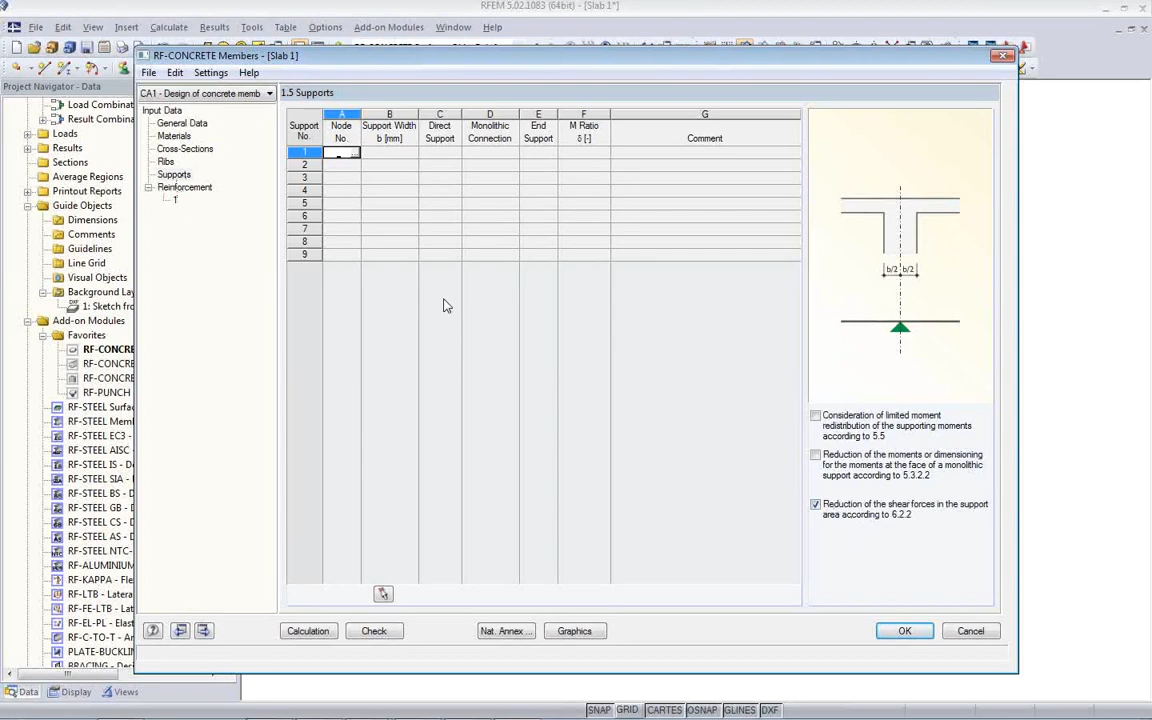 RFEM 5.02.1083 (64bit) - [Slab 1*]
File Edit View Insert Calculate Results Tools Table Options Add-on Modules Window Help
Project Navigator - Data
Load Combina
Result Combina
Loads
Results
Sections
Average Regions
Printout Reports
Guide Objects
Dimensions
Comments
Guidelines
Line Grid
Visual Objects
Background Lay
1: Sketch fro
Add-on Modules
Favorites
RF-CONCRE
RF-CONCRE
RF-CONCRE
RF-PUNCH
RF-STEEL Surfac
RF-STEEL Memb
RF-STEEL EC3 -
RF-STEEL AISC
RF-STEEL IS - D
RF-STEEL SIA -
RF-STEEL BS - D
RF-STEEL GB - D
RF-STEEL CS - D
RF-STEEL AS - D
RF-STEEL NTC-
RF-ALUMINIUM
RF-KAPPA - Fle
RF-LTB - Latera
RF-FE-LTB - Late
RF-EL-PL - Elast
RF-C-TO-T - Ar
PLATE-BUCKLIN
BRACING - Desi
Data Display Views
RF-CONCRETE Members - [Slab 1]
File Edit Settings Help
CA1 - Design of concrete memb
Input Data
General Data
Materials
Cross-Sections
Ribs
Supports
Reinforcement
1
1.5 Supports
A B C D E F G
Support Node Support Width Direct Monolithic End M Ratio
No. No. b [mm] Support Connection Support δ [-] Comment
1
2
3
4
5
6
7
8
9
b/2 b/2
Consideration of limited moment
redistribution of the supporting moments
according to 5.5
Reduction of the moments or dimensioning
for the moments at the face of a monolithic
support according to 5.3.2.2
Reduction of the shear forces in the support
area according to 6.2.2
Calculation Check Nat. Annex ... Graphics OK Cancel
SNAP GRID CARTES OSNAP GLINES DXF